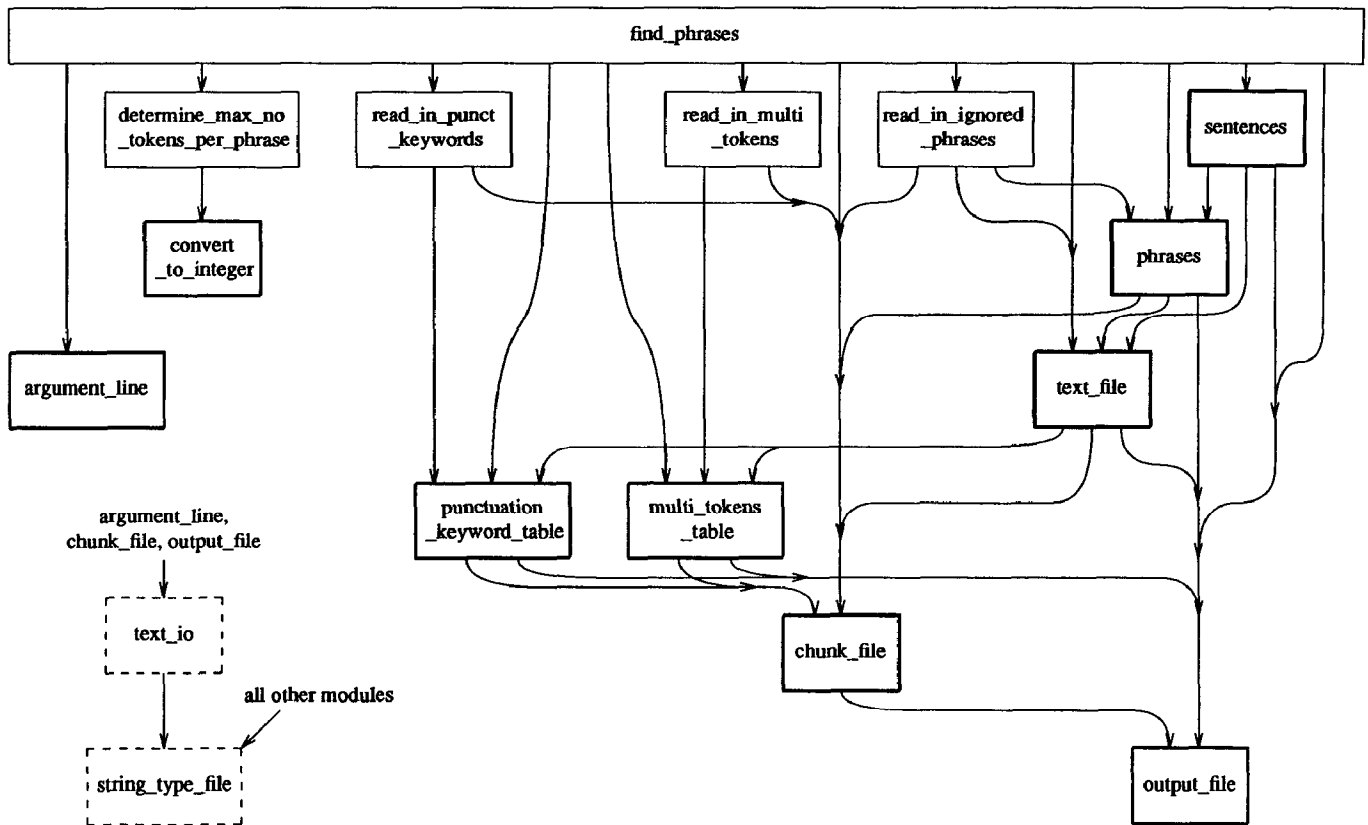 find_phrases
determine_max_no
_tokens_per_phrase
read_in_punct
_keywords
read_in_multi
_tokens
read_in_ignored
_phrases
sentences
convert
_to_integer
phrases
argument_line
text_file
punctuation
_keyword_table
multi_tokens
_table
argument_line,
chunk_file, output_file
text_io
chunk_file
all other modules
string_type_file
output_file